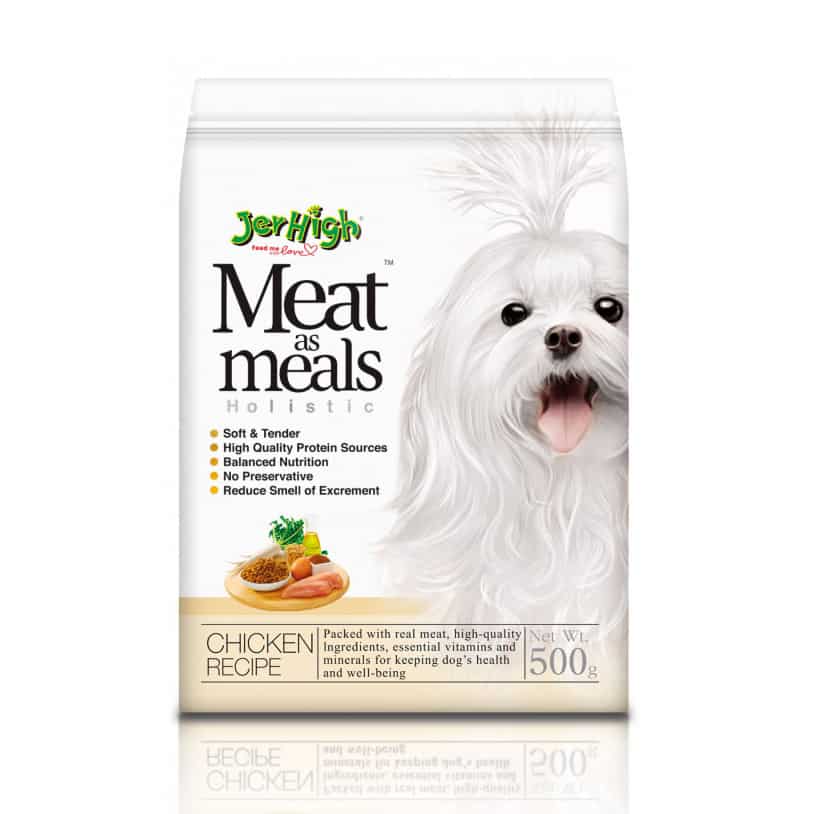 JerHigh®
feed me with love
Meat™
as
meals
Holistic
Soft & Tender
High Quality Protein Sources
Balanced Nutrition
No Preservative
Reduce Smell of Excrement
CHICKEN
RECIPE
Packed with real meat, high-quality
Ingredients, essential vitamins and
minerals for keeping dog's health
and well-being
Net Wt.
500g